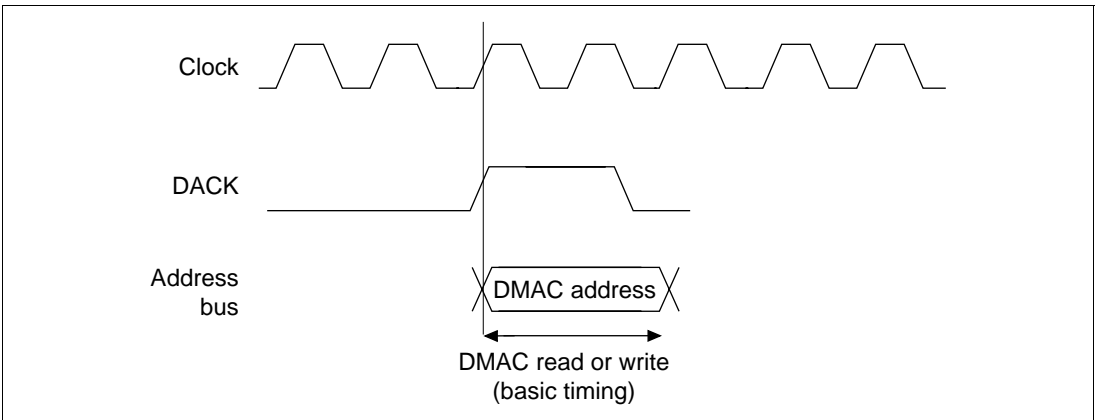 Clock
DACK
Address
bus
DMAC address
DMAC read or write
(basic timing)